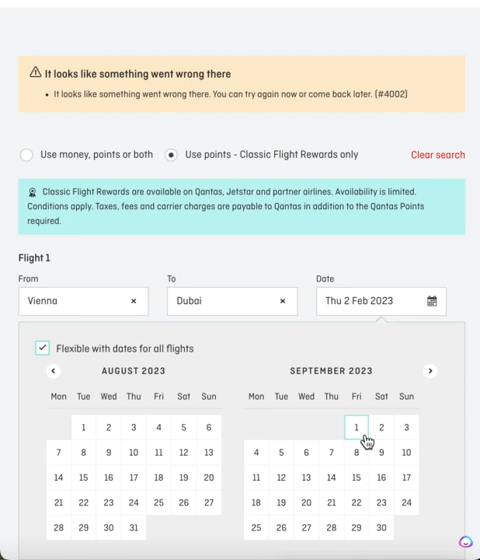 It looks like something went wrong there
• It looks like something went wrong there. You can try again now or come back later. (#4002)
Use money, points or both Use points - Classic Flight Rewards only Clear search
Classic Flight Rewards are available on Qantas, Jetstar and partner airlines. Availability is limited.
Conditions apply. Taxes, fees and carrier charges are payable to Qantas in addition to the Qantas Points
required.
Flight 1
From To Date
Vienna × Dubai × Thu 2 Feb 2023
Flexible with dates for all flights
AUGUST 2023 SEPTEMBER 2023
Mon Tue Wed Thu Fri Sat Sun Mon Tue Wed Thu Fri Sat Sun
1 2 3 4 5 6 1 2 3
7 8 9 10 11 12 13 4 5 6 7 8 9 10
14 15 16 17 18 19 20 11 12 13 14 15 16 17
21 22 23 24 25 26 27 18 19 20 21 22 23 24
28 29 30 31 25 26 27 28 29 30